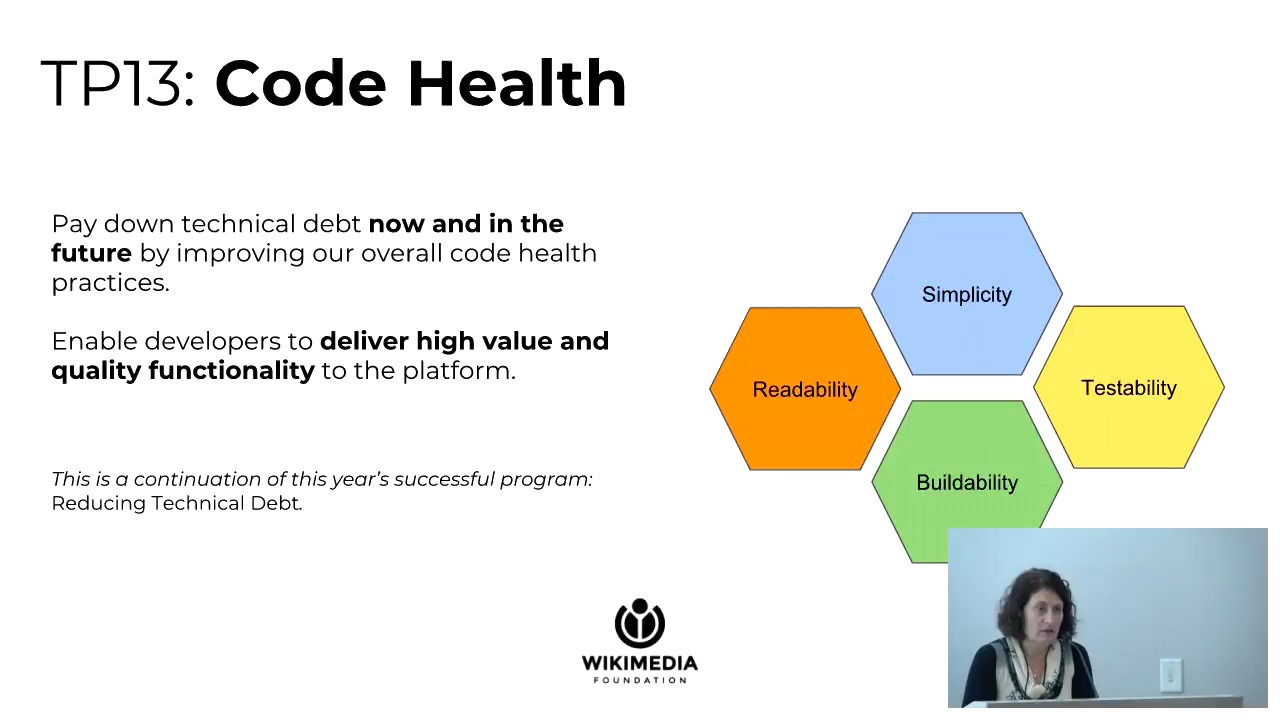 TP13: Code Health
Pay down technical debt now and in the
future by improving our overall code health
practices.
Enable developers to deliver high value and
quality functionality to the platform.
This is a continuation of this year's successful program:
Reducing Technical Debt.
Simplicity
Readability
Testability
Buildability
WIKIMEDIA
FOUNDATION